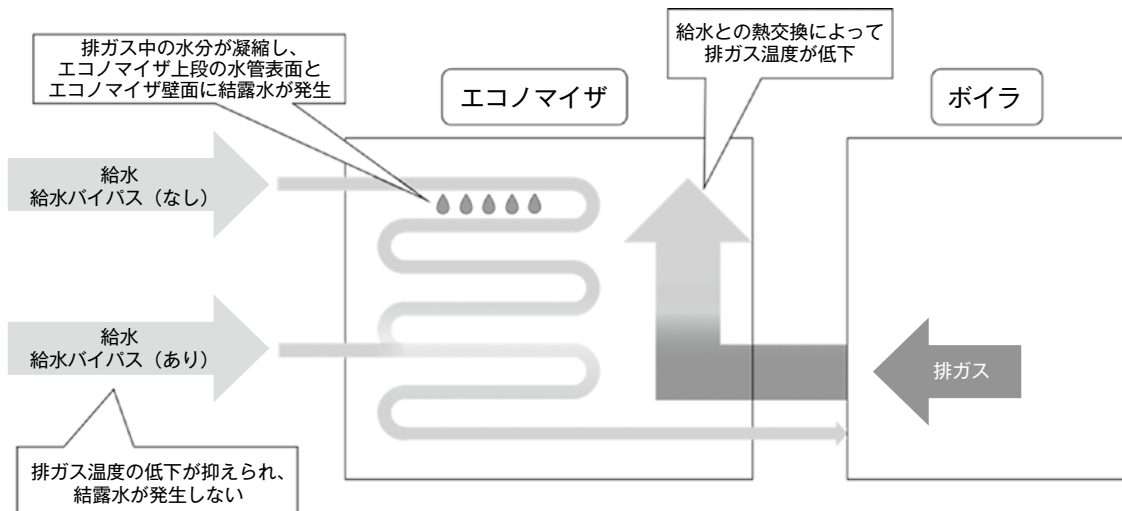 排ガス中の水分が凝縮し、
エコノマイザ上段の水管表面と
エコノマイザ壁面に結露水が発生
給水との熱交換によって
排ガス温度が低下
エコノマイザ
ボイラ
給水
給水バイパス（なし）
給水
給水バイパス（あり）
排ガス
排ガス温度の低下が抑えられ、
結露水が発生しない